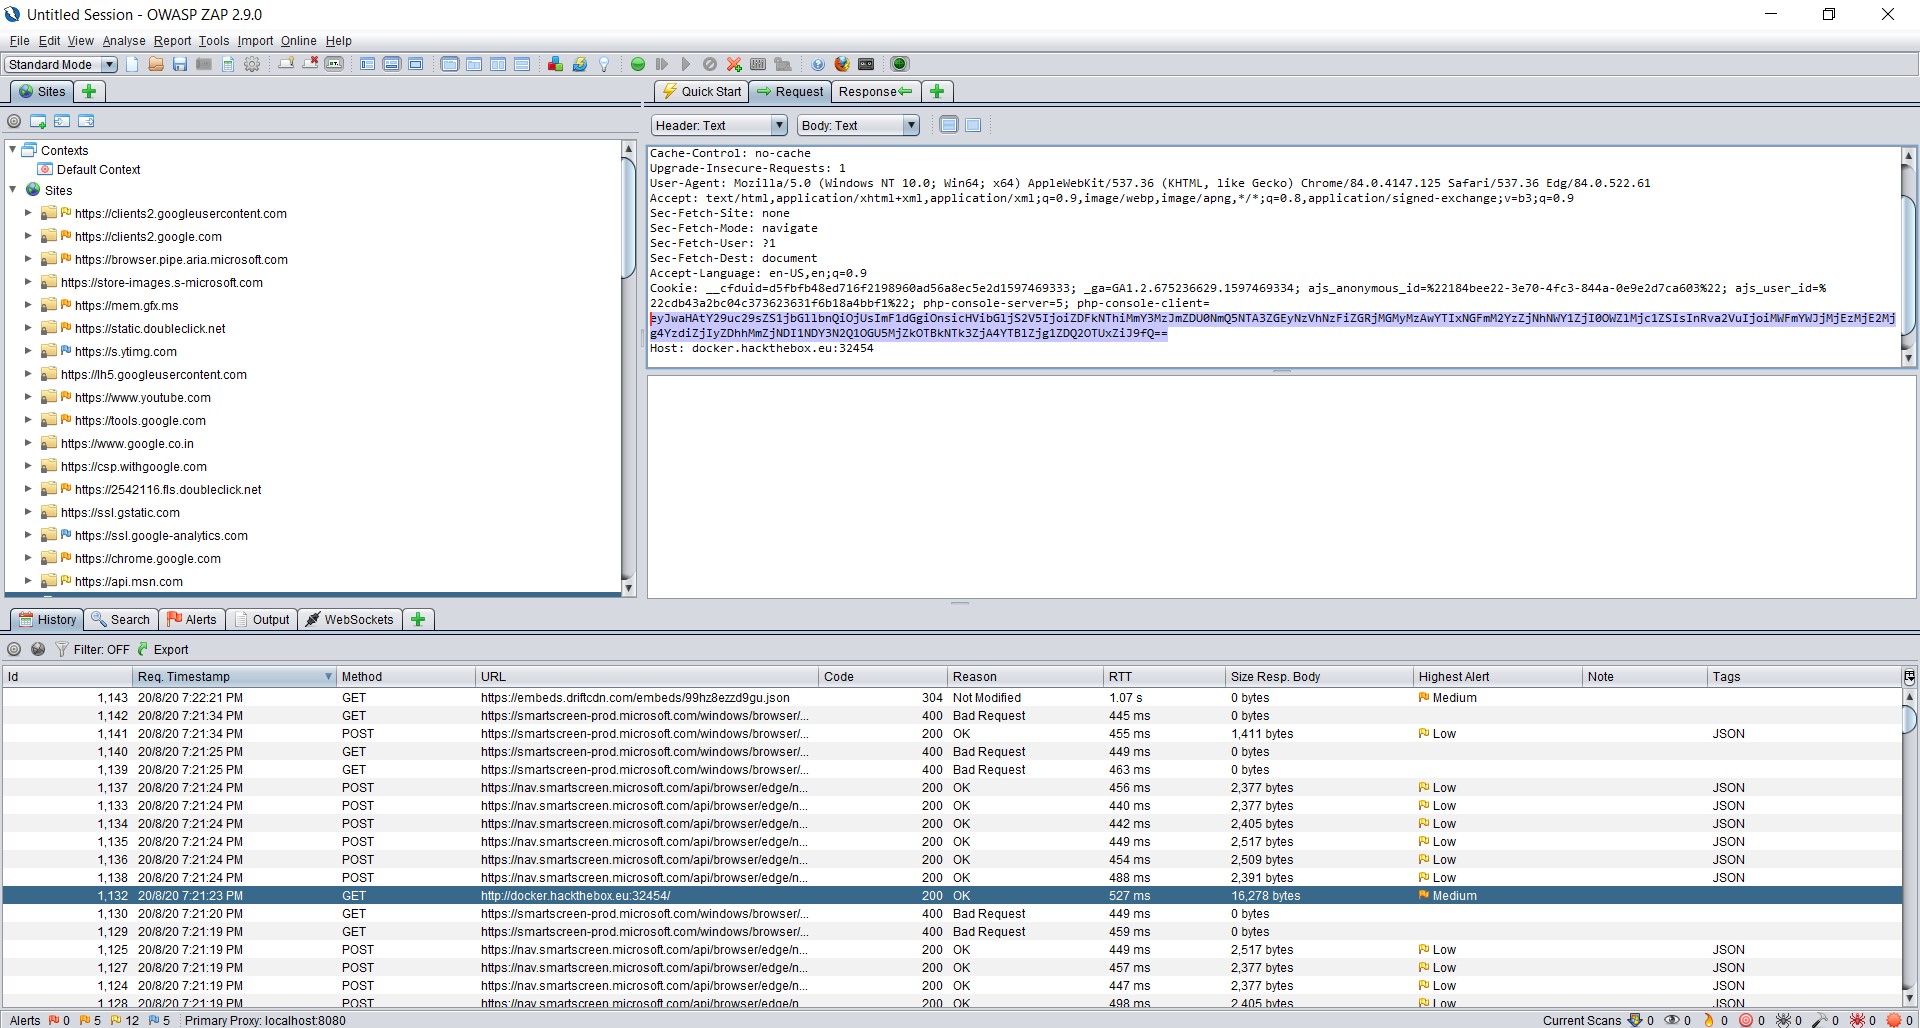 Untitled Session - OWASP ZAP 2.9.0
File Edit View Analyse Report Tools Import Online Help
Standard Mode
Sites
Quick Start Request Response
Header: Text Body: Text
Contexts
Default Context
Sites
https://clients2.googleusercontent.com
https://clients2.google.com
https://browser.pipe.aria.microsoft.com
https://store-images.s-microsoft.com
https://mem.gfx.ms
https://static.doubleclick.net
https://s.ytimg.com
https://lh5.googleusercontent.com
https://www.youtube.com
https://tools.google.com
https://www.google.co.in
https://csp.withgoogle.com
https://2542116.fls.doubleclick.net
https://ssl.gstatic.com
https://ssl.google-analytics.com
https://chrome.google.com
https://api.msn.com
Cache-Control: no-cache
Upgrade-Insecure-Requests: 1
User-Agent: Mozilla/5.0 (Windows NT 10.0; Win64; x64) AppleWebKit/537.36 (KHTML, like Gecko) Chrome/84.0.4147.125 Safari/537.36 Edg/84.0.522.61
Accept: text/html,application/xhtml+xml,application/xml;q=0.9,image/webp,image/apng,*/*;q=0.8,application/signed-exchange;v=b3;q=0.9
Sec-Fetch-Site: none
Sec-Fetch-Mode: navigate
Sec-Fetch-User: ?1
Sec-Fetch-Dest: document
Accept-Language: en-US,en;q=0.9
Cookie: __cfduid=d5fbfb48ed716f2198960ad56a8ec5e2d1597469333; _ga=GA1.2.675236629.1597469334; ajs_anonymous_id=%22184bee22-3e70-4fc3-844a-0e9e2d7ca603%22; ajs_user_id=%
22cdb43a2bc04c373623631f6b18a4bbf1%22; php-console-server=5; php-console-client=
Host: docker.hackthebox.eu:32454
History Search Alerts Output WebSockets
Filter: OFF Export
Id Req. Timestamp Method URL Code Reason RTT Size Resp. Body Highest Alert Note Tags
1,143 20/8/20 7:22:21 PM GET https://embeds.driftcdn.com/embeds/99hz8ezzd9gu.json 304 Not Modified 1.07 s 0 bytes Medium
1,142 20/8/20 7:21:34 PM GET https://smartscreen-prod.microsoft.com/windows/browser/... 400 Bad Request 445 ms 0 bytes
1,141 20/8/20 7:21:34 PM POST https://smartscreen-prod.microsoft.com/windows/browser/... 200 OK 455 ms 1,411 bytes Low JSON
1,140 20/8/20 7:21:25 PM GET https://smartscreen-prod.microsoft.com/windows/browser/... 400 Bad Request 449 ms 0 bytes
1,139 20/8/20 7:21:25 PM GET https://smartscreen-prod.microsoft.com/windows/browser/... 400 Bad Request 463 ms 0 bytes
1,137 20/8/20 7:21:24 PM POST https://nav.smartscreen.microsoft.com/api/browser/edge/n... 200 OK 456 ms 2,377 bytes Low JSON
1,133 20/8/20 7:21:24 PM POST https://nav.smartscreen.microsoft.com/api/browser/edge/n... 200 OK 440 ms 2,377 bytes Low JSON
1,134 20/8/20 7:21:24 PM POST https://nav.smartscreen.microsoft.com/api/browser/edge/n... 200 OK 442 ms 2,405 bytes Low JSON
1,135 20/8/20 7:21:24 PM POST https://nav.smartscreen.microsoft.com/api/browser/edge/n... 200 OK 449 ms 2,517 bytes Low JSON
1,136 20/8/20 7:21:24 PM POST https://nav.smartscreen.microsoft.com/api/browser/edge/n... 200 OK 454 ms 2,509 bytes Low JSON
1,138 20/8/20 7:21:24 PM POST https://nav.smartscreen.microsoft.com/api/browser/edge/n... 200 OK 488 ms 2,391 bytes Low JSON
1,132 20/8/20 7:21:23 PM GET http://docker.hackthebox.eu:32454/ 200 OK 527 ms 16,278 bytes Medium
1,130 20/8/20 7:21:20 PM GET https://smartscreen-prod.microsoft.com/windows/browser/... 400 Bad Request 449 ms 0 bytes
1,129 20/8/20 7:21:19 PM GET https://smartscreen-prod.microsoft.com/windows/browser/... 400 Bad Request 459 ms 0 bytes
1,125 20/8/20 7:21:19 PM POST https://nav.smartscreen.microsoft.com/api/browser/edge/n... 200 OK 449 ms 2,517 bytes Low JSON
1,127 20/8/20 7:21:19 PM POST https://nav.smartscreen.microsoft.com/api/browser/edge/n... 200 OK 457 ms 2,377 bytes Low JSON
1,124 20/8/20 7:21:19 PM POST https://nav.smartscreen.microsoft.com/api/browser/edge/n... 200 OK 447 ms 2,377 bytes Low JSON
1,128 20/8/20 7:21:19 PM POST https://nav.smartscreen.microsoft.com/api/browser/edge/n... 200 OK 498 ms 2,405 bytes Low JSON
Alerts 0 5 12 5 Primary Proxy: localhost:8080 Current Scans 0 0 0 0 0 0 0 0